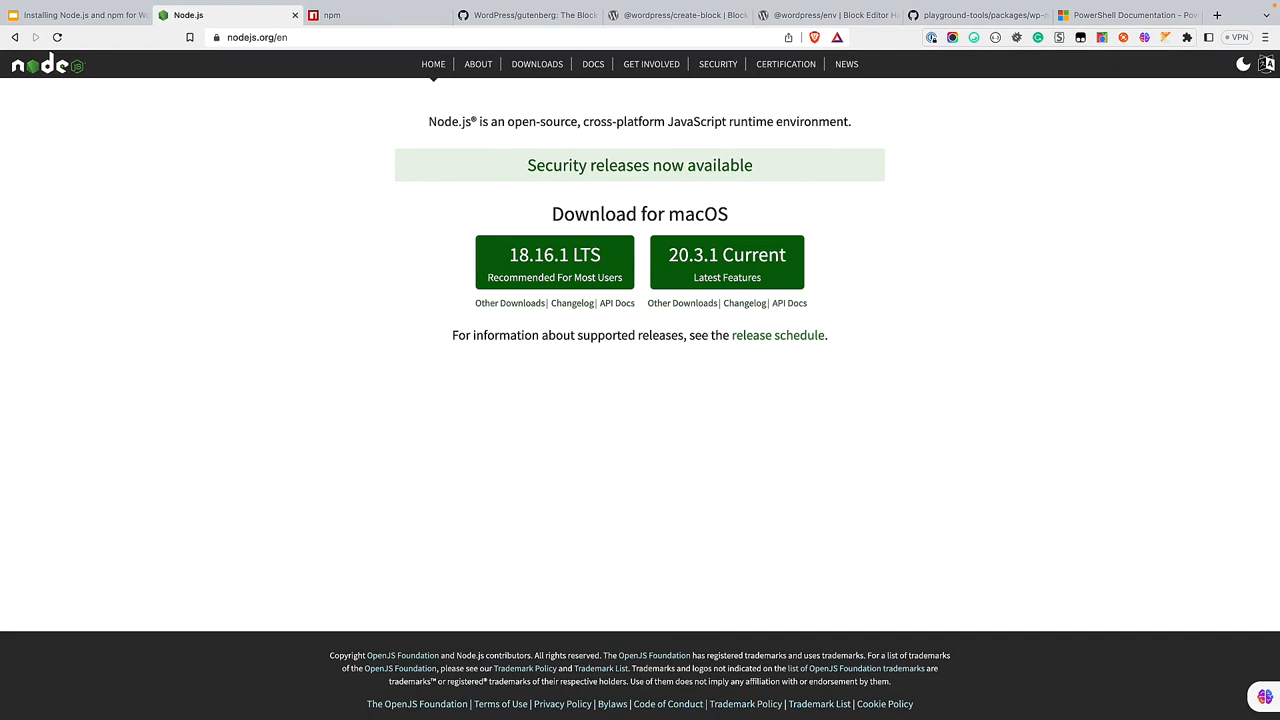 Installing Node.js and npm for W
Node.js
npm
WordPress/gutenberg: The Block
@wordpress/create-block | Block
@wordpress/env | Block Editor Ha
playground-tools/packages/wp-n
PowerShell Documentation - Pow
nodejs.org/en
VPN
node JS
HOME
ABOUT
DOWNLOADS
DOCS
GET INVOLVED
SECURITY
CERTIFICATION
NEWS
Node.js® is an open-source, cross-platform JavaScript runtime environment.
Security releases now available
Download for macOS
18.16.1 LTS
Recommended For Most Users
20.3.1 Current
Latest Features
Other Downloads | Changelog | API Docs
Other Downloads | Changelog | API Docs
For information about supported releases, see the release schedule.
Copyright OpenJS Foundation and Node.js contributors. All rights reserved. The OpenJS Foundation has registered trademarks and uses trademarks. For a list of trademarks
of the OpenJS Foundation, please see our Trademark Policy and Trademark List. Trademarks and logos not indicated on the list of OpenJS Foundation trademarks are
trademarks™ or registered® trademarks of their respective holders. Use of them does not imply any affiliation with or endorsement by them.
The OpenJS Foundation | Terms of Use | Privacy Policy | Bylaws | Code of Conduct | Trademark Policy | Trademark List | Cookie Policy